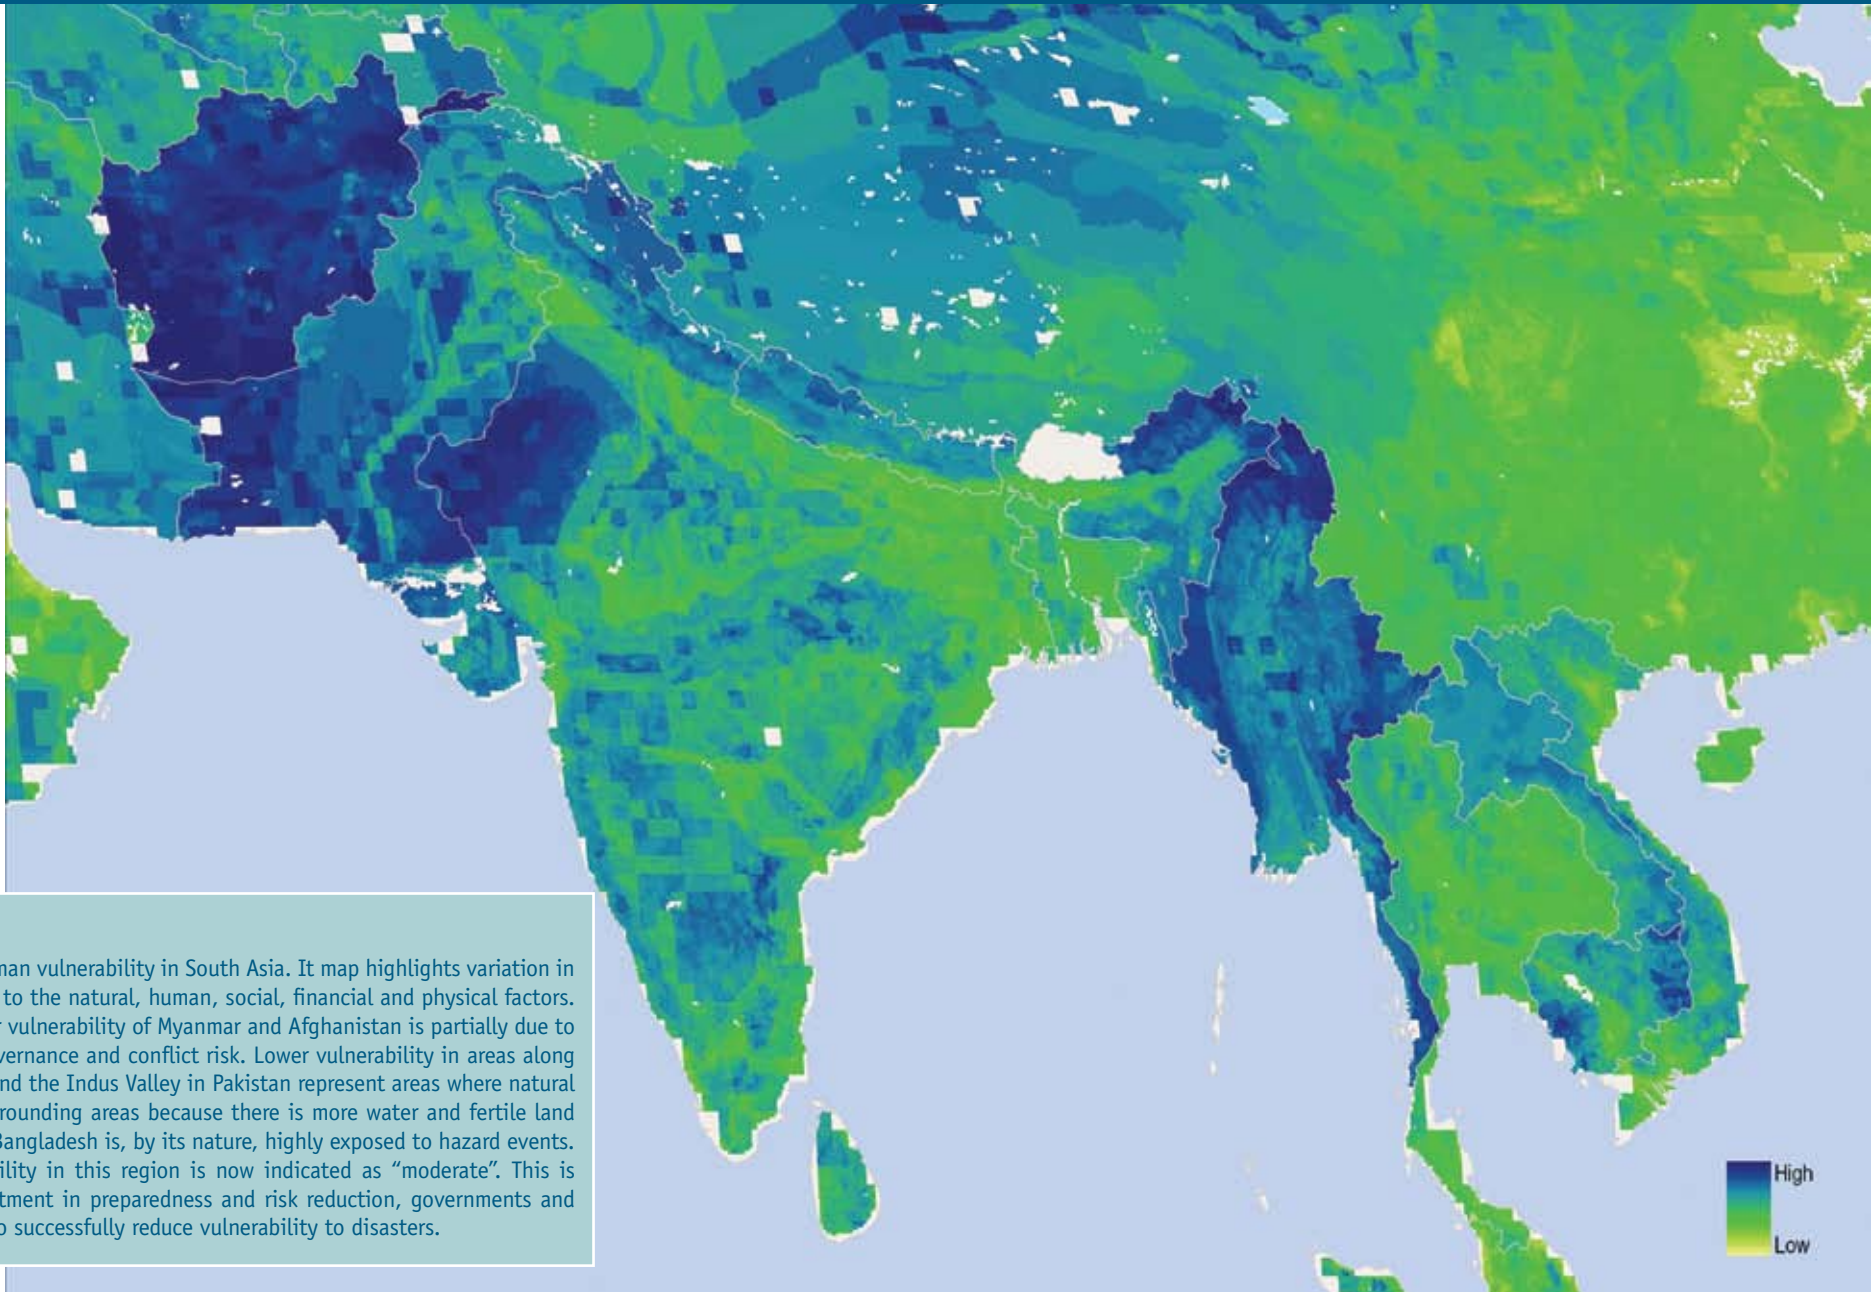 man vulnerability in South Asia. It map highlights variation in
to the natural, human, social, financial and physical factors.
vulnerability of Myanmar and Afghanistan is partially due to
vernance and conflict risk. Lower vulnerability in areas along
nd the Indus Valley in Pakistan represent areas where natural
rounding areas because there is more water and fertile land
Bangladesh is, by its nature, highly exposed to hazard events.
ility in this region is now indicated as “moderate”. This is
tment in preparedness and risk reduction, governments and
o successfully reduce vulnerability to disasters.
High
Low